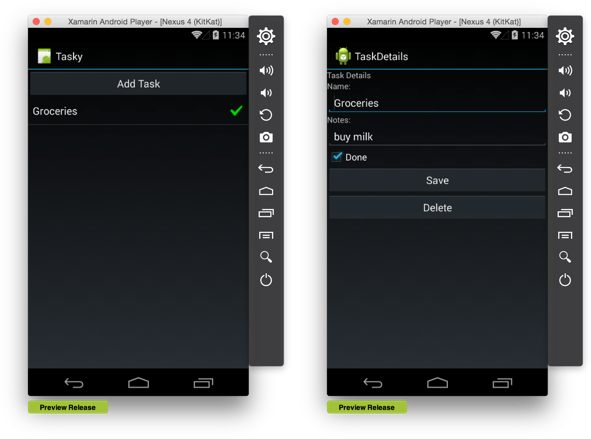 Xamarin Android Player - [Nexus 4 (KitKat)]
11:34
Tasky
Add Task
Groceries
Preview Release
Xamarin Android Player - [Nexus 4 (KitKat)]
11:34
TaskDetails
Task Details
Name:
Groceries
Notes:
buy milk
Done
Save
Delete
Preview Release